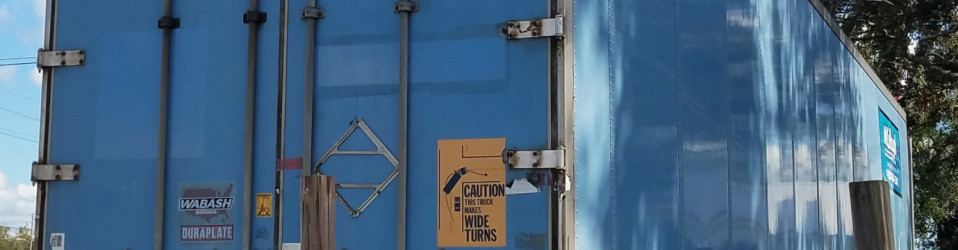 WABASH
DURAPLATE
CAUTION
THIS TRUCK
MAKES
WIDE
TURNS